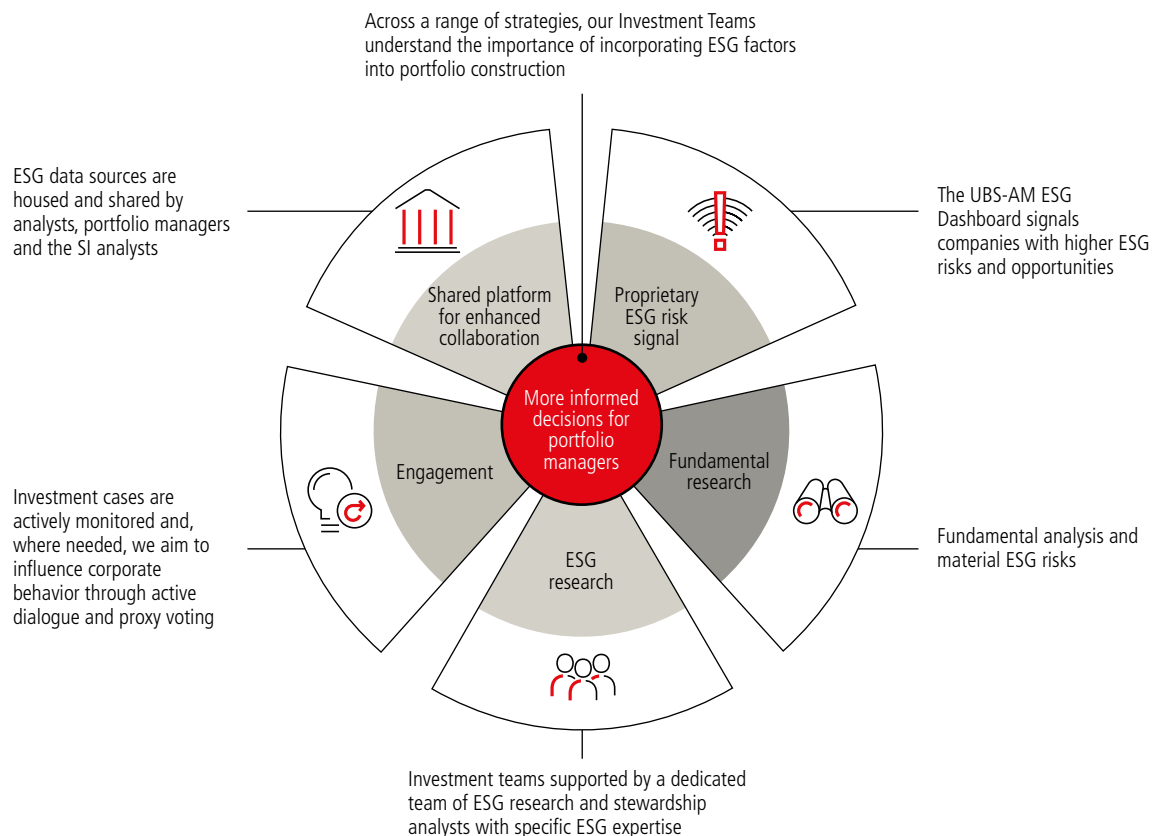 Across a range of strategies, our Investment Teams
understand the importance of incorporating ESG factors
into portfolio construction
ESG data sources are
housed and shared by
analysts, portfolio managers
and the SI analysts
The UBS-AM ESG
Dashboard signals
companies with higher ESG
risks and opportunities
Shared platform
for enhanced
collaboration
Proprietary
ESG risk
signal
More informed
decisions for
portfolio
managers
Engagement
Fundamental
research
ESG
research
Investment cases are
actively monitored and,
where needed, we aim to
influence corporate
behavior through active
dialogue and proxy voting
Fundamental analysis and
material ESG risks
Investment teams supported by a dedicated
team of ESG research and stewardship
analysts with specific ESG expertise